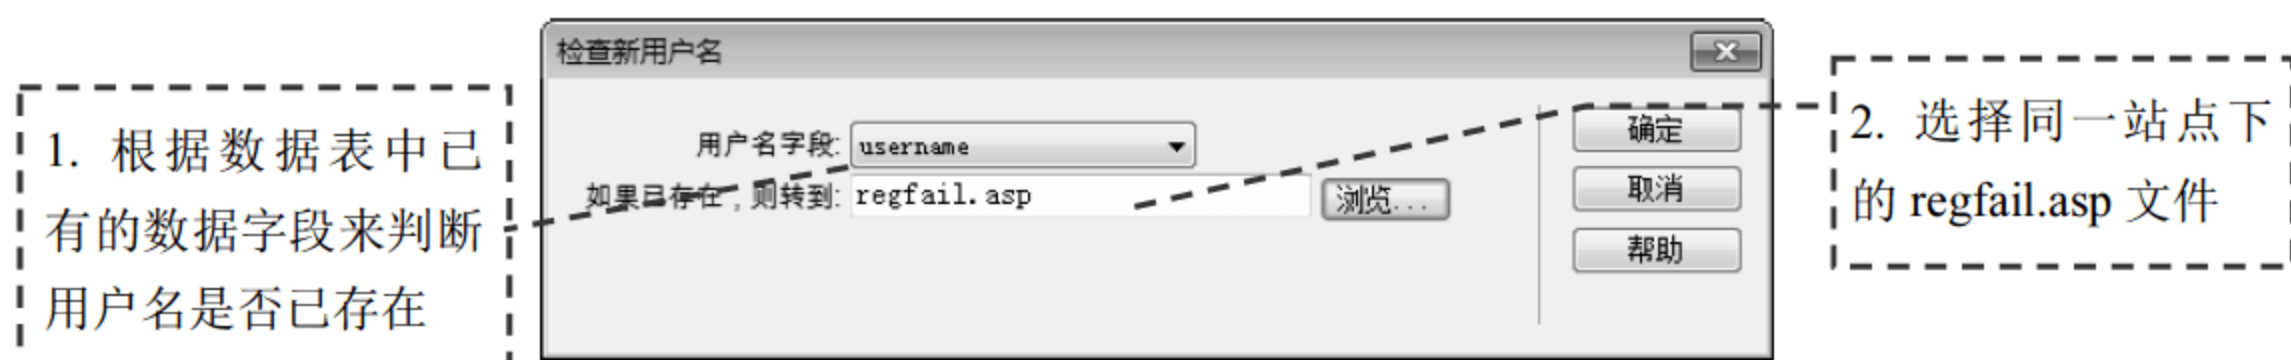 1. 根据数据表中已
有的数据字段来判断
用户名是否已存在
检查新用户名
用户名字段: username
如果已存在，则转到: regfail.asp 浏览...
确定
取消
帮助
2. 选择同一站点下
的 regfail.asp 文件